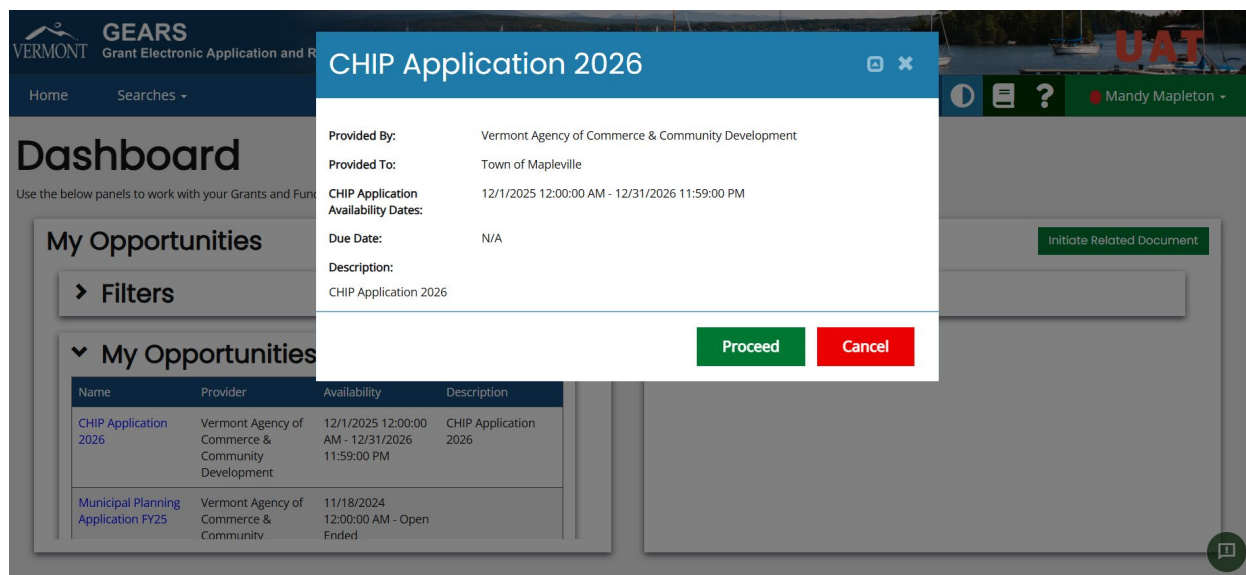 VERMONT
GEARS
Grant Electronic Application and R
UAT
Home
Searches
?
Mandy Mapleton
Dashboard
Use the below panels to work with your Grants and Fun
CHIP Application 2026
Provided By: Vermont Agency of Commerce & Community Development
Provided To: Town of Mapleville
CHIP Application 12/1/2025 12:00:00 AM - 12/31/2026 11:59:00 PM
Availability Dates:
Due Date: N/A
Description:
CHIP Application 2026
Proceed Cancel
My Opportunities
Initiate Related Document
Filters
My Opportunities
Name Provider Availability Description
CHIP Application Vermont Agency of 12/1/2025 12:00:00 CHIP Application
2026 Commerce & AM - 12/31/2026 2026
Community 11:59:00 PM
Development
Municipal Planning Vermont Agency of 11/18/2024
Application FY25 Commerce & 12:00:00 AM - Open
Community Ended